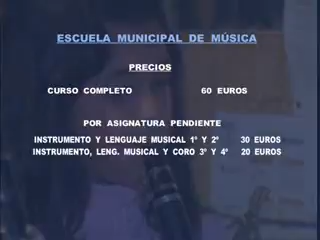 ESCUELA MUNICIPAL DE MÚSICA
PRECIOS
CURSO COMPLETO 60 EUROS
POR ASIGNATURA PENDIENTE
INSTRUMENTO Y LENGUAJE MUSICAL 1º Y 2º 30 EUROS
INSTRUMENTO, LENG. MUSICAL Y CORO 3º Y 4º 20 EUROS